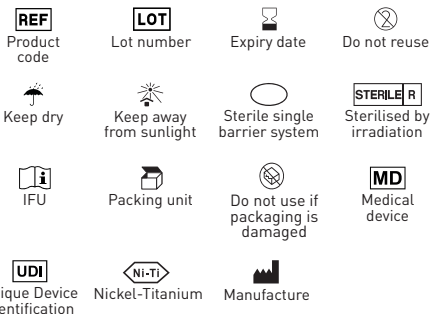 REF
LOT
2
Product
code
Lot number
Expiry date
Do not reuse
STERILE R
Keep dry
Keep away
from sunlight
Sterile single
barrier system
Sterilised by
irradiation
i
MD
IFU
Packing unit
Do not use if
packaging is
damaged
Medical
device
UDI
Ni-Ti
ique Device
entification
Nickel-Titanium
Manufacture